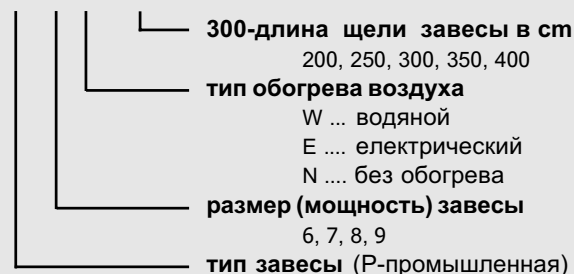 300-длина щели завесы в cm
200, 250, 300, 350, 400
тип обогрева воздуха
W ... водяной
E .... електрический
N .... без обогрева
размер (мощность) завесы
6, 7, 8, 9
тип завесы (Р-промышленная)